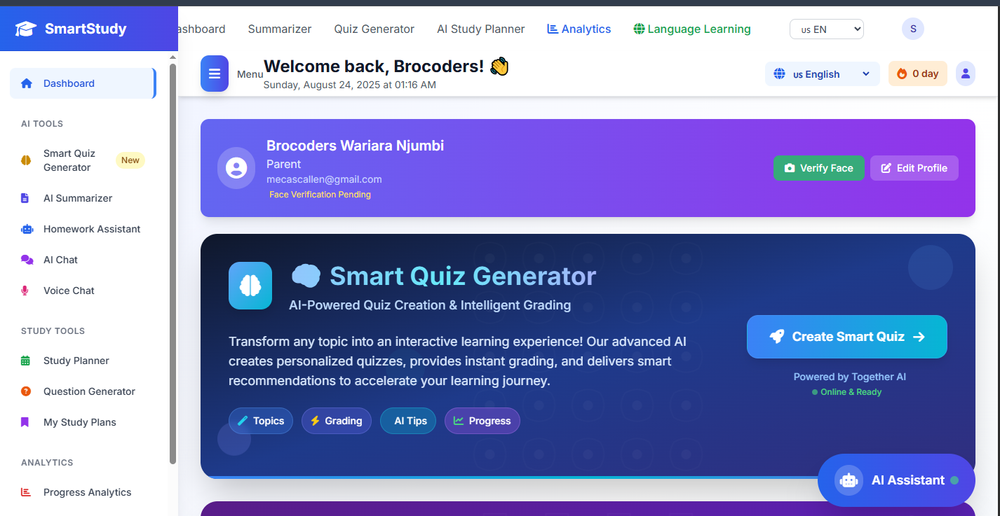 SmartStudy
ashboard
Summarizer
Quiz Generator
AI Study Planner
Analytics
Language Learning
us EN
S
Menu
Welcome back, Brocoders! 👋
Sunday, August 24, 2025 at 01:16 AM
us English
0 day
Dashboard
AI TOOLS
Smart Quiz
Generator
New
AI Summarizer
Homework Assistant
AI Chat
Voice Chat
STUDY TOOLS
Study Planner
Question Generator
My Study Plans
ANALYTICS
Progress Analytics
Brocoders Wariara Njumbi
Parent
mecascallen@gmail.com
Face Verification Pending
Verify Face
Edit Profile
Smart Quiz Generator
AI-Powered Quiz Creation & Intelligent Grading
Transform any topic into an interactive learning experience! Our advanced AI
creates personalized quizzes, provides instant grading, and delivers smart
recommendations to accelerate your learning journey.
Topics
Grading
AI Tips
Progress
Create Smart Quiz
Powered by Together AI
Online & Ready
AI Assistant